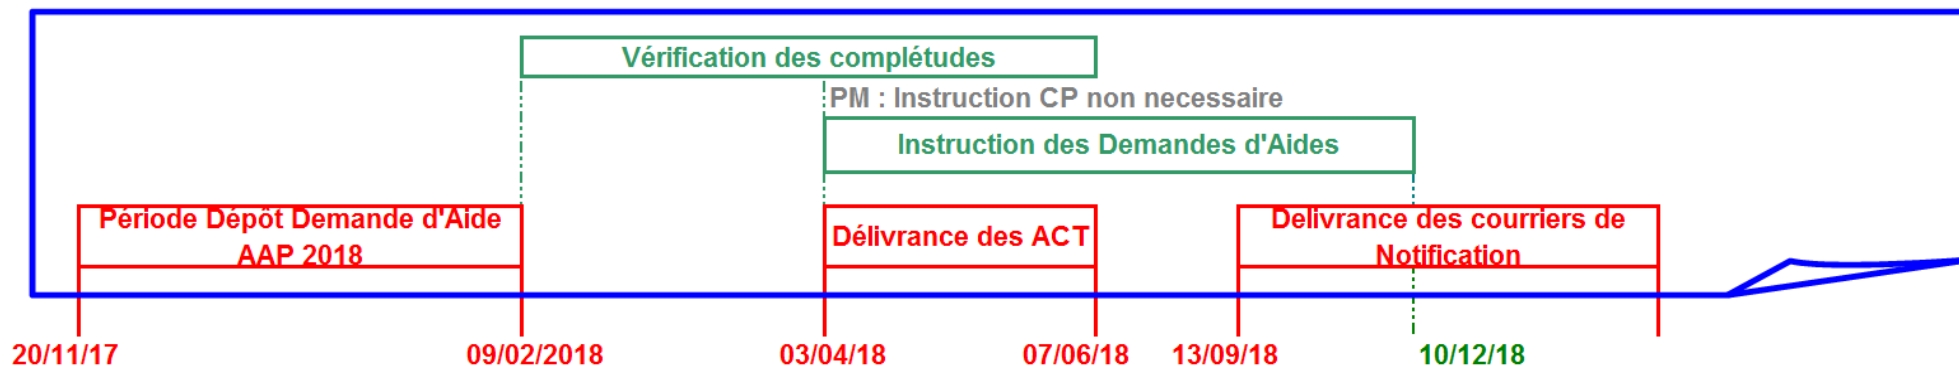 Vérification des complétudes
PM : Instruction CP non necessaire
Instruction des Demandes d'Aides
Période Dépôt Demande d'Aide
AAP 2018
Délivrance des ACT
Delivrance des courriers de
Notification
20/11/17
09/02/2018
03/04/18
07/06/18
13/09/18
10/12/18